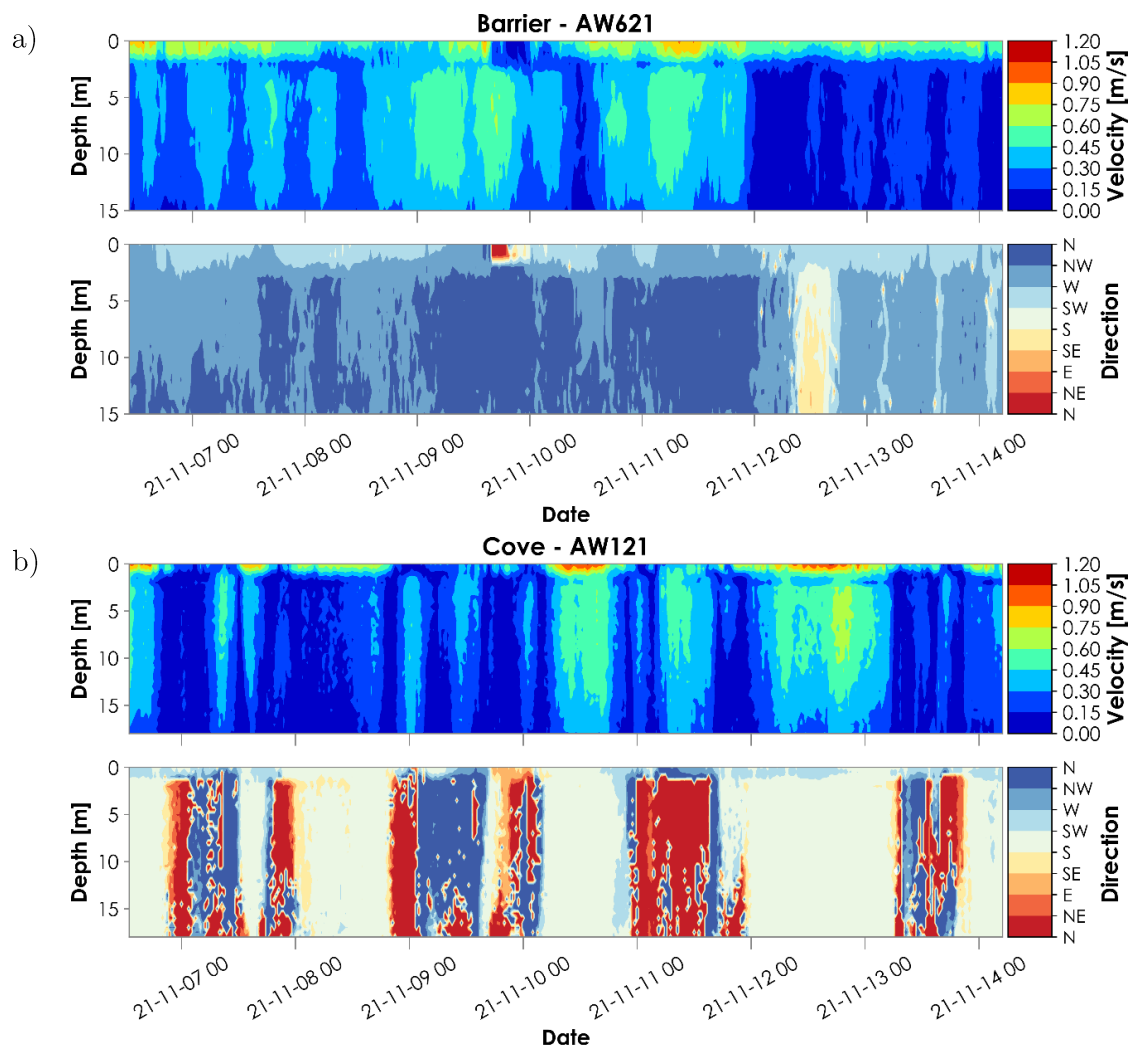 a)
Barrier - AW621
Depth [m]
0
5
10
15
1.20
1.05
0.90
0.75
0.60
0.45
0.30
0.15
0.00
Velocity [m/s]
Depth [m]
0
5
10
15
N
NW
W
SW
S
SE
E
NE
N
Direction
21-11-07 00
21-11-08 00
21-11-09 00
21-11-10 00
21-11-11 00
21-11-12 00
21-11-13 00
21-11-14 00
Date
b)
Cove - AW121
Depth [m]
0
5
10
15
1.20
1.05
0.90
0.75
0.60
0.45
0.30
0.15
0.00
Velocity [m/s]
Depth [m]
0
5
10
15
N
NW
W
SW
S
SE
E
NE
N
Direction
21-11-07 00
21-11-08 00
21-11-09 00
21-11-10 00
21-11-11 00
21-11-12 00
21-11-13 00
21-11-14 00
Date